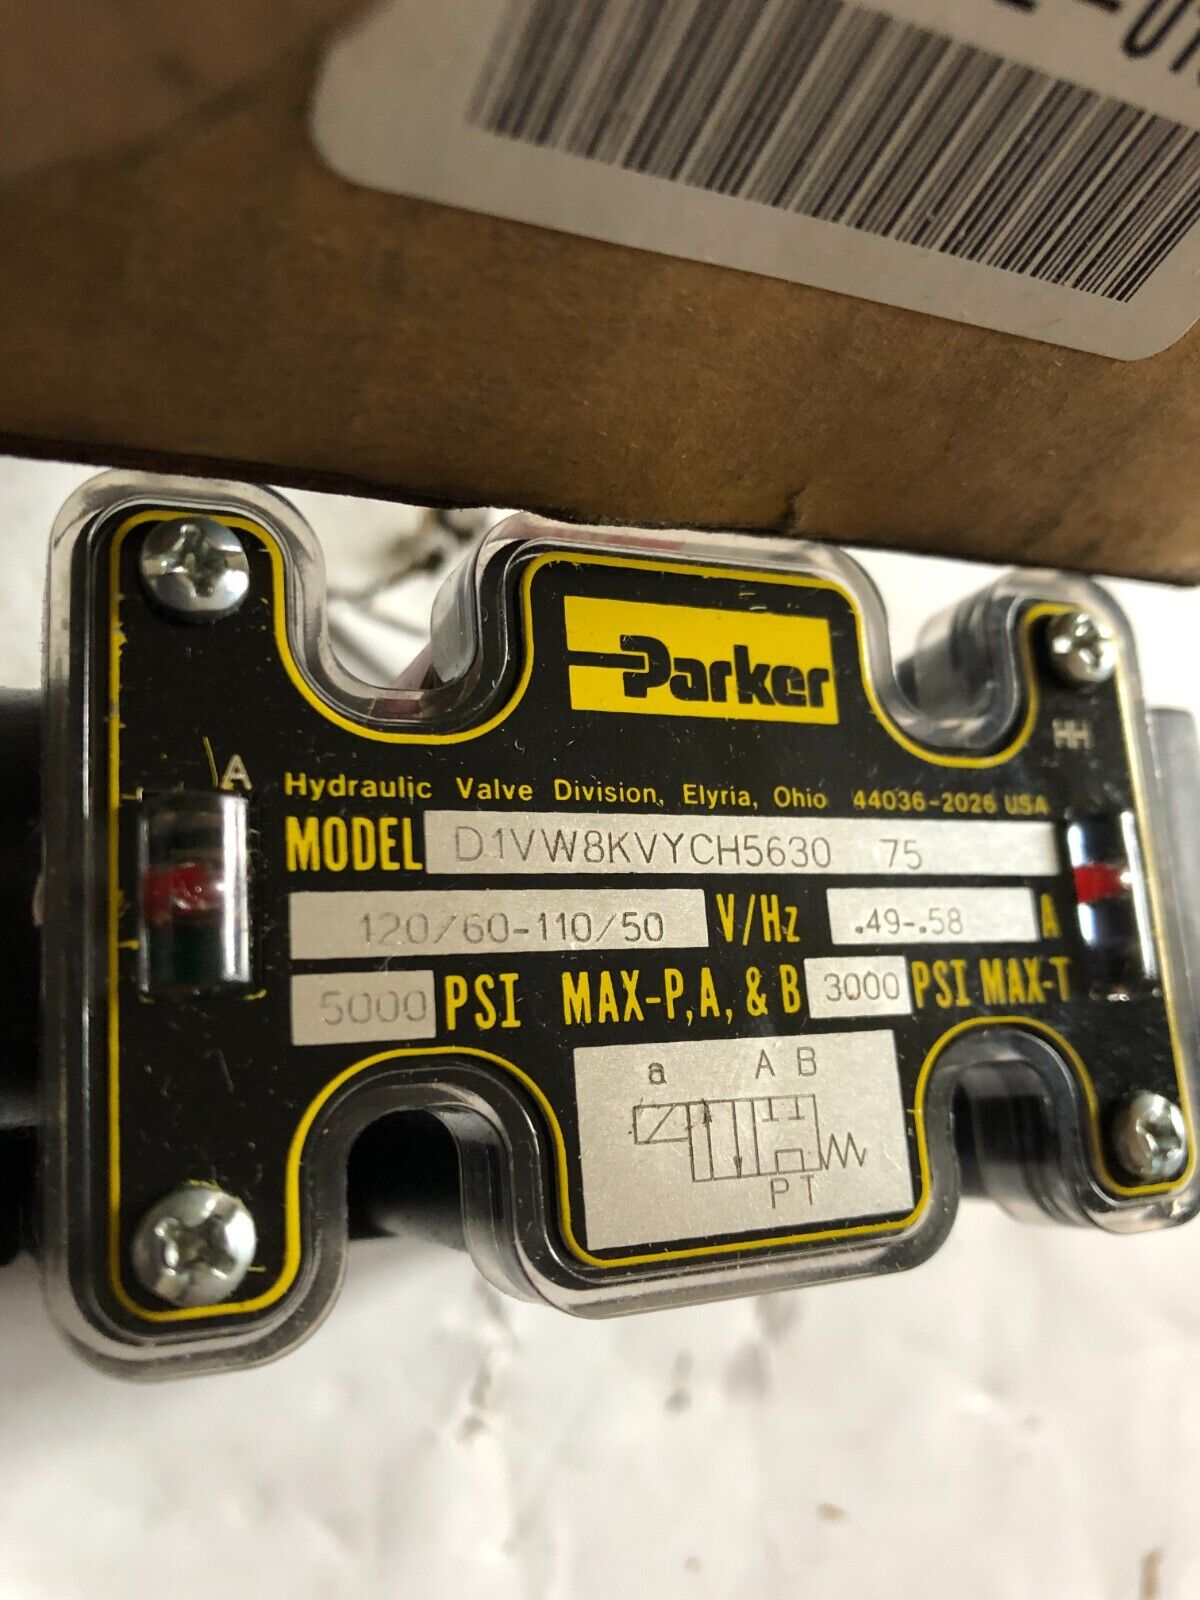 Parker
HH
A
Hydraulic Valve Division, Elyria, Ohio 44036-2026 USA
MODEL D1VW8KVYCH5630 75
120/60-110/50 V/Hz .49-.58 A
5000 PSI MAX-P, A, & B 3000 PSI MAX-T
a A B
P T